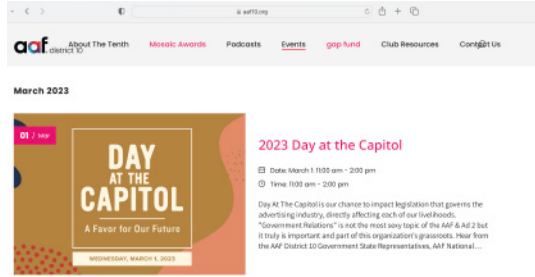 aaf10.org
aaf. district 10
About The Tenth
Mosaic Awards
Podcasts
Events
gap fund
Club Resources
Contact Us
March 2023
01 / Mar
DAY
AT THE
CAPITOL
A Favor for Our Future
WEDNESDAY, MARCH 1, 2023
2023 Day at the Capitol
Date: March 1 11:00 am - 2:00 pm
Time: 11:00 am - 2:00 pm
Day At The Capitol is our chance to impact legislation that governs the
advertising industry, directly affecting each of our livelihoods.
"Government Relations" is not the most sexy topic of the AAF & Ad 2 but
it truly is important and part of this organization's grassroots. Hear from
the AAF District 10 Government State Representatives, AAF National...